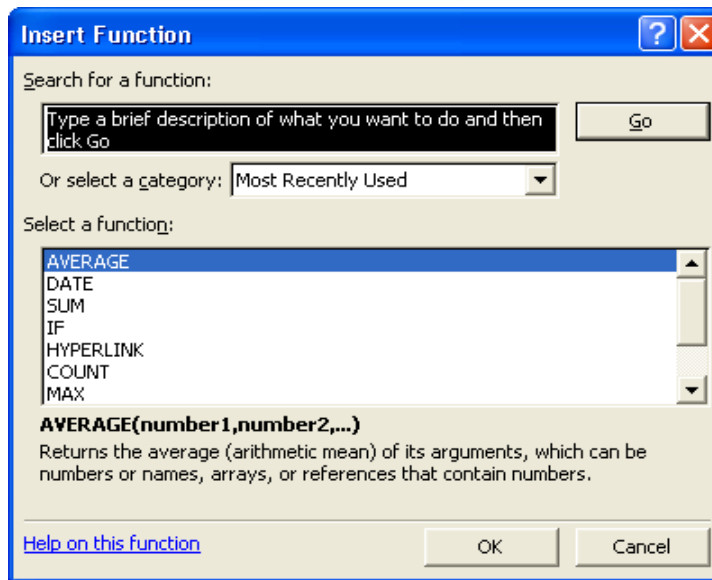 Insert Function
Search for a function:
Type a brief description of what you want to do and then
click Go
Go
Or select a category: Most Recently Used
Select a function:
AVERAGE
DATE
SUM
IF
HYPERLINK
COUNT
MAX
AVERAGE(number1,number2,...)
Returns the average (arithmetic mean) of its arguments, which can be
numbers or names, arrays, or references that contain numbers.
Help on this function
OK
Cancel